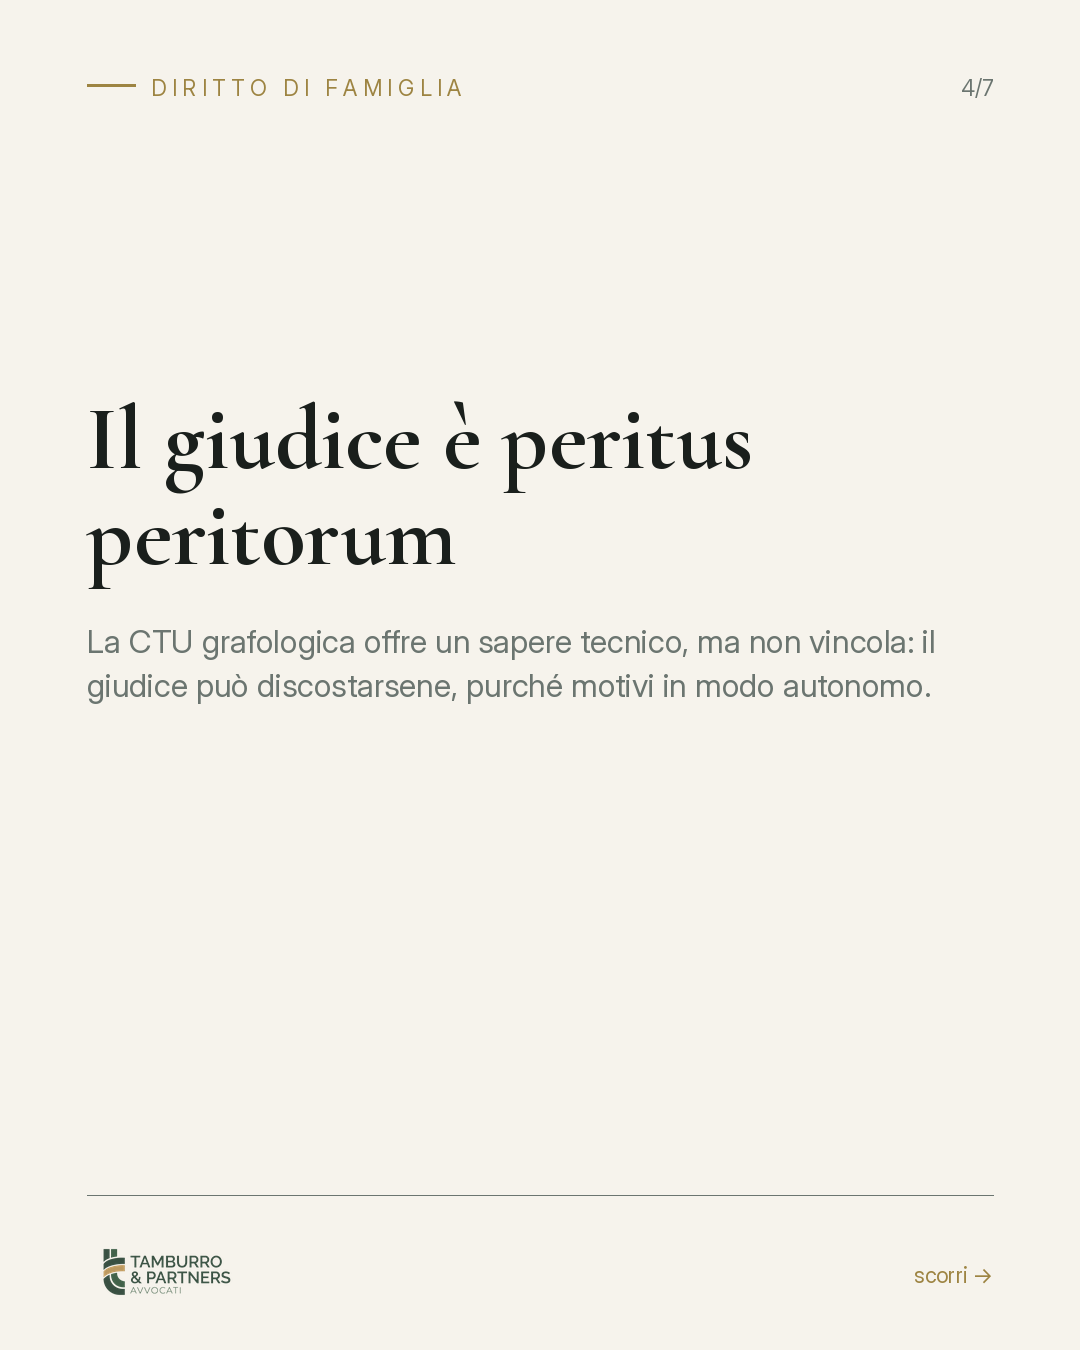 DIRITTO DI FAMIGLIA
4/7
Il giudice è peritus
peritorum
La CTU grafologica offre un sapere tecnico, ma non vincola: il
giudice può discostarsene, purché motivi in modo autonomo.
TAMBURRO
& PARTNERS
AVVOCATI
scorri →